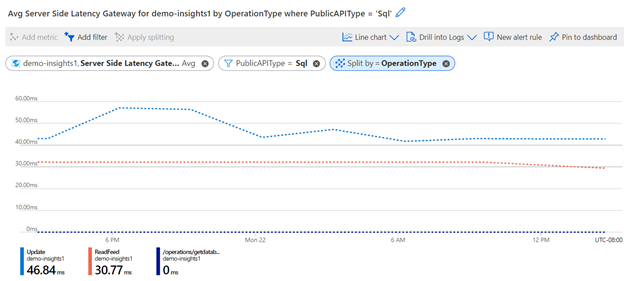 Avg Server Side Latency Gateway for demo-insights1 by OperationType where PublicAPIType = 'Sql'
Add metric Add filter Apply splitting Line chart Drill into Logs New alert rule Pin to dashboard
demo-insights1, Server Side Latency Gate... Avg PublicAPIType = Sql Split by = OperationType
60.00ms
50.00ms
40.00ms
30.00ms
20.00ms
10.00ms
0ms
6 PM Mon 22 6 AM 12 PM UTC-08:00
Update ReadFeed /operations/getdatab...
demo-insights1 demo-insights1 demo-insights1
46.84 ms 30.77 ms 0 ms